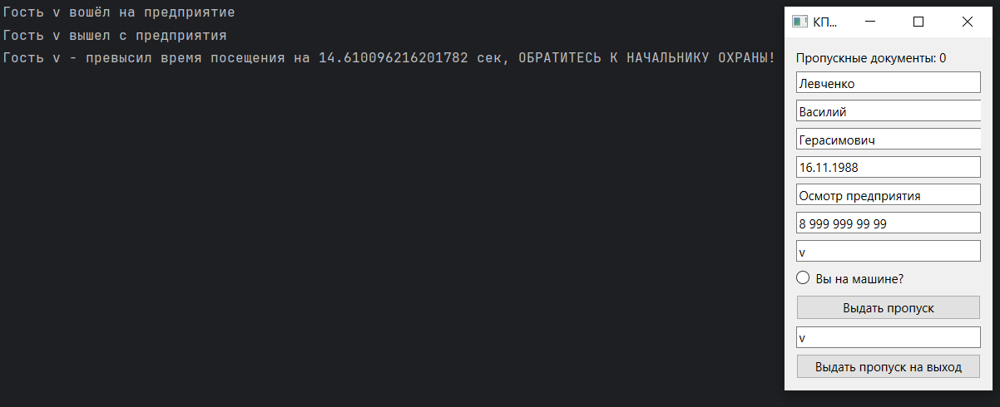 Гость v вошёл на предприятие
Гость v вышел с предприятия
Гость v - превысил время посещения на 14.610096216201782 сек, ОБРАТИТЕСЬ К НАЧАЛЬНИКУ ОХРАНЫ!
КП...
Пропускные документы: 0
Левченко
Василий
Герасимович
16.11.1988
Осмотр предприятия
8 999 999 99 99
v
Вы на машине?
Выдать пропуск
v
Выдать пропуск на выход